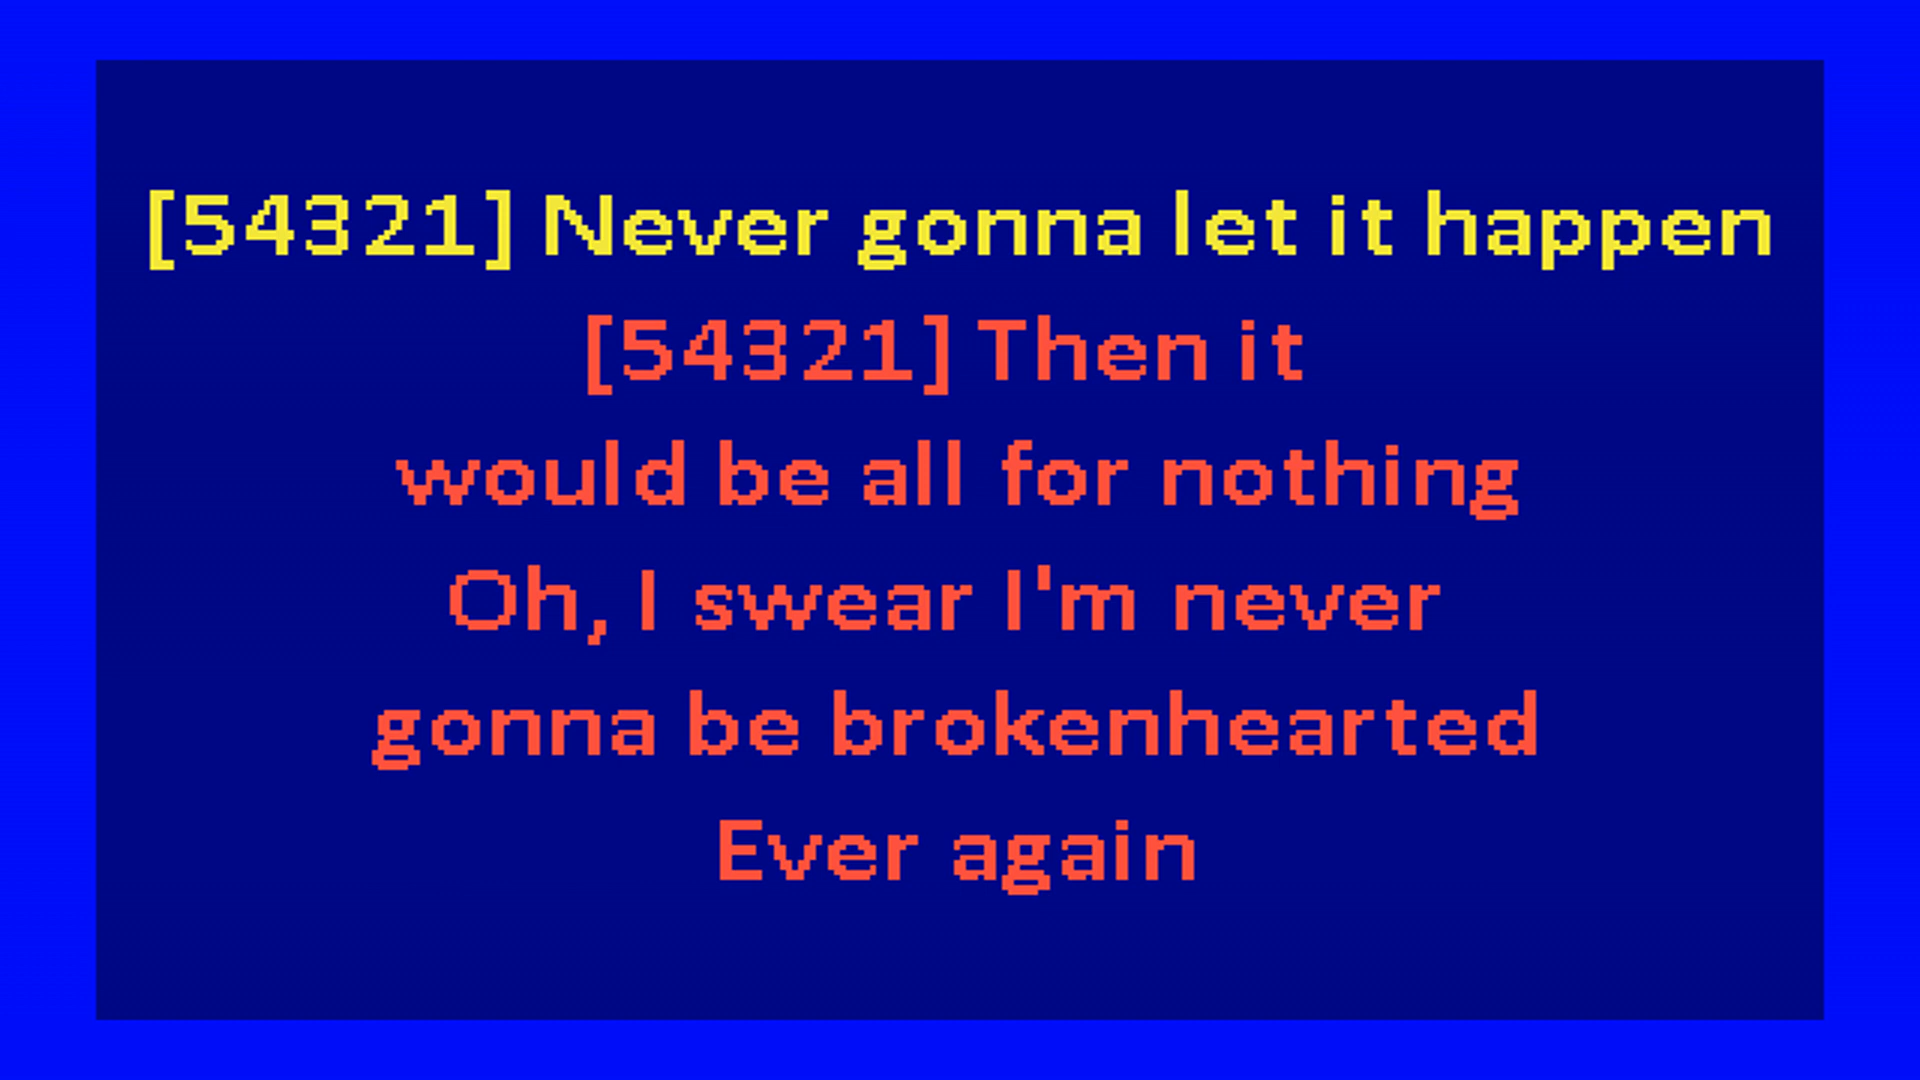 [54321] Never gonna let it happen
[54321] Then it
would be all for nothing
Oh, I swear I'm never
gonna be brokenhearted
Ever again